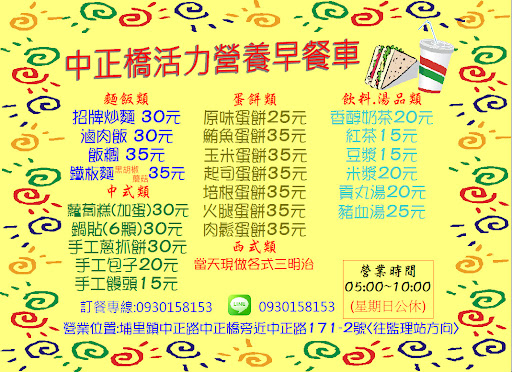 中正橋活力營養早餐車
麵飯類
招牌炒麵 30元
滷肉飯 30元
飯糰 35元
鐵板麵黑胡椒蘑菇35元
中式類
蘿蔔糕(加蛋)30元
鍋貼(6顆)30元
手工蔥抓餅30元
手工包子20元
手工饅頭15元
蛋餅類
原味蛋餅25元
鮪魚蛋餅35元
玉米蛋餅35元
起司蛋餅35元
培根蛋餅35元
火腿蛋餅35元
肉鬆蛋餅35元
西式類
當天現做各式三明治
飲料.湯品類
香醇奶茶20元
紅茶15元
豆漿15元
米漿20元
貢丸湯20元
豬血湯25元
營業時間
05:00~10:00
(星期日公休)
訂餐專線:0930158153
LINE 0930158153
營業位置:埔里鎮中正路中正橋旁近中正路171-2號<往監理站方向>